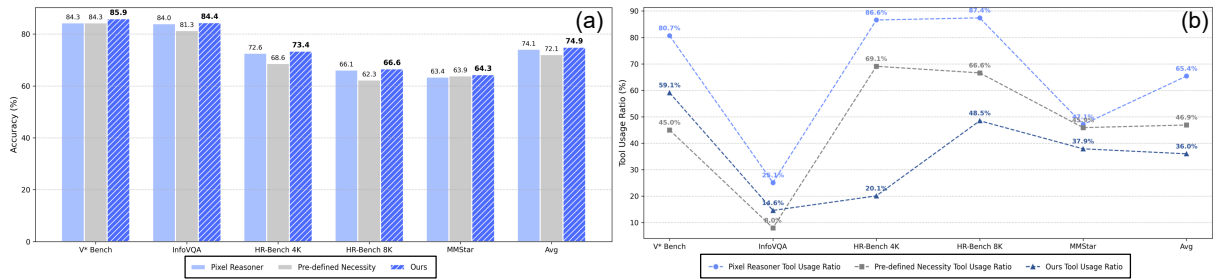 (a)
Accuracy (%)
80
60
40
20
0
84.3 84.3 85.9
84.0 81.3 84.4
72.6 68.6 73.4
66.1 62.3 66.6
63.4 63.9 64.3
74.1 72.1 74.9
V* Bench InfoVQA HR-Bench 4K HR-Bench 8K MMStar Avg
Pixel Reasoner Pre-defined Necessity Ours
(b)
Tool Usage Ratio (%)
90
80
70
60
50
40
30
20
10
80.7% 25.1% 86.6% 87.4% 47.1% 65.4%
45.0% 8.0% 69.1% 66.6% 46.9%
59.1% 14.6% 20.1% 48.5% 37.9% 36.0%
V* Bench InfoVQA HR-Bench 4K HR-Bench 8K MMStar Avg
Pixel Reasoner Tool Usage Ratio Pre-defined Necessity Tool Usage Ratio Ours Tool Usage Ratio